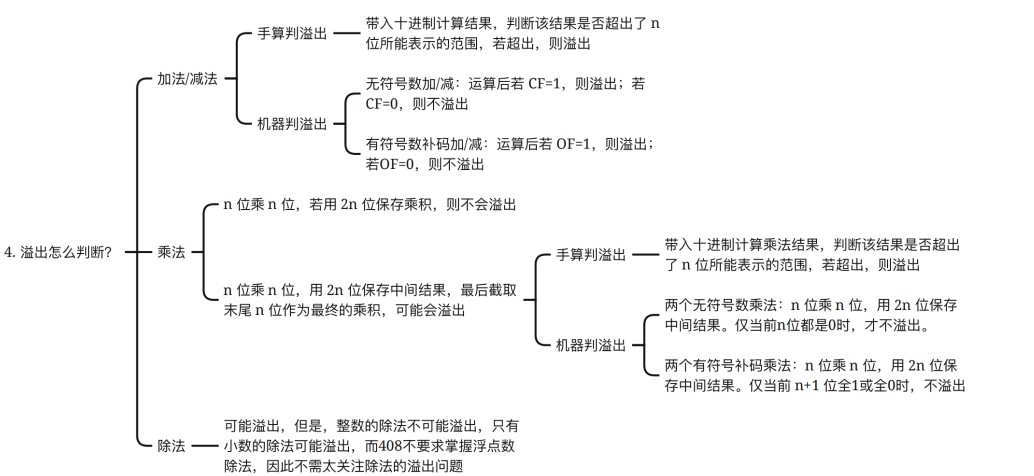 4. 溢出怎么判断？
加法/减法
手算判溢出
带入十进制计算结果，判断该结果是否超出了 n
位所能表示的范围，若超出，则溢出
机器判溢出
无符号数加/减：运算后若 CF=1，则溢出；若
CF=0，则不溢出
有符号数补码加/减：运算后若 OF=1，则溢出；
若OF=0，则不溢出
乘法
n 位乘 n 位，若用 2n 位保存乘积，则不会溢出
n 位乘 n 位，用 2n 位保存中间结果，最后截取
末尾 n 位作为最终的乘积，可能会溢出
手算判溢出
带入十进制计算乘法结果，判断该结果是否超出
了 n 位所能表示的范围，若超出，则溢出
机器判溢出
两个无符号数乘法：n 位乘 n 位，用 2n 位保存
中间结果。仅当前n位都是0时，才不溢出。
两个有符号补码乘法：n 位乘 n 位，用 2n 位保
存中间结果。仅当前 n+1 位全1或全0时，不溢出
除法
可能溢出，但是，整数的除法不可能溢出，只有
小数的除法可能溢出，而408不要求掌握浮点数
除法，因此不需太关注除法的溢出问题